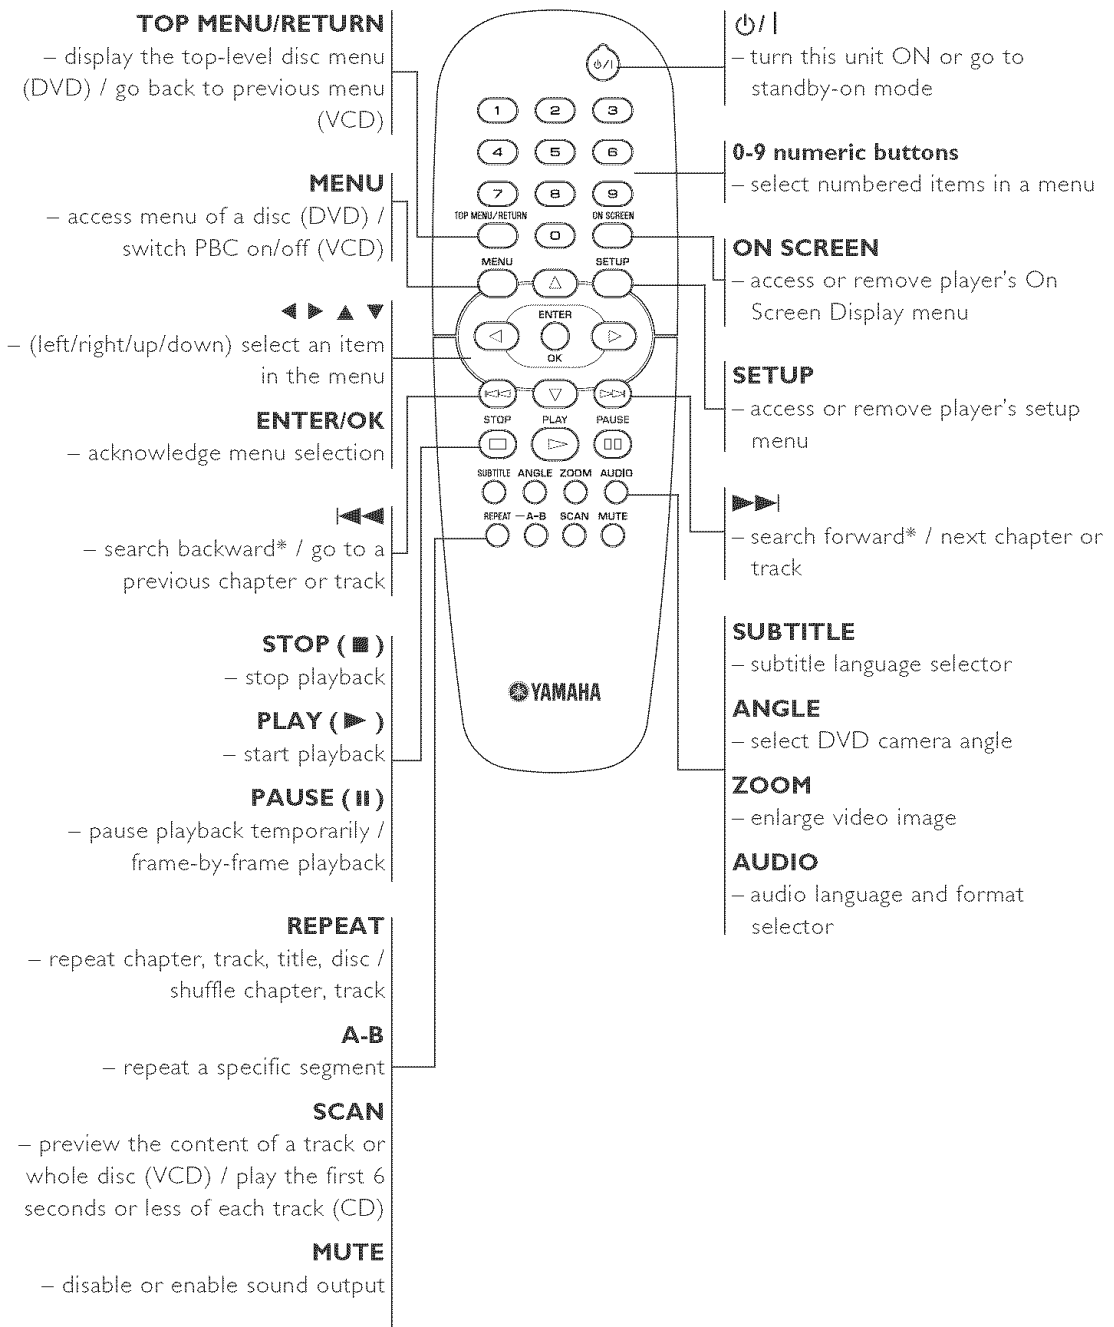 TOP MENU/RETURN
– display the top-level disc menu
(DVD) / go back to previous menu
(VCD)
MENU
– access menu of a disc (DVD) /
switch PBC on/off (VCD)
◀ ▶ ▲ ▼
– (left/right/up/down) select an item
in the menu
ENTER/OK
– acknowledge menu selection
|◀◀
– search backward* / go to a
previous chapter or track
STOP ( ■ )
– stop playback
PLAY ( ▶ )
– start playback
PAUSE ( II )
– pause playback temporarily /
frame-by-frame playback
REPEAT
– repeat chapter, track, title, disc /
shuffle chapter, track
A-B
– repeat a specific segment
SCAN
– preview the content of a track or
whole disc (VCD) / play the first 6
seconds or less of each track (CD)
MUTE
– disable or enable sound output
⏻/I
1 2 3
4 5 6
7 8 9
TOP MENU/RETURN ON SCREEN
0
MENU SETUP
ENTER
OK
STOP PLAY PAUSE
SUBTITLE ANGLE ZOOM AUDIO
REPEAT – A-B SCAN MUTE
YAMAHA
⏻/I
– turn this unit ON or go to
standby-on mode
0-9 numeric buttons
– select numbered items in a menu
ON SCREEN
– access or remove player's On
Screen Display menu
SETUP
– access or remove player's setup
menu
▶▶|
– search forward* / next chapter or
track
SUBTITLE
– subtitle language selector
ANGLE
– select DVD camera angle
ZOOM
– enlarge video image
AUDIO
– audio language and format
selector